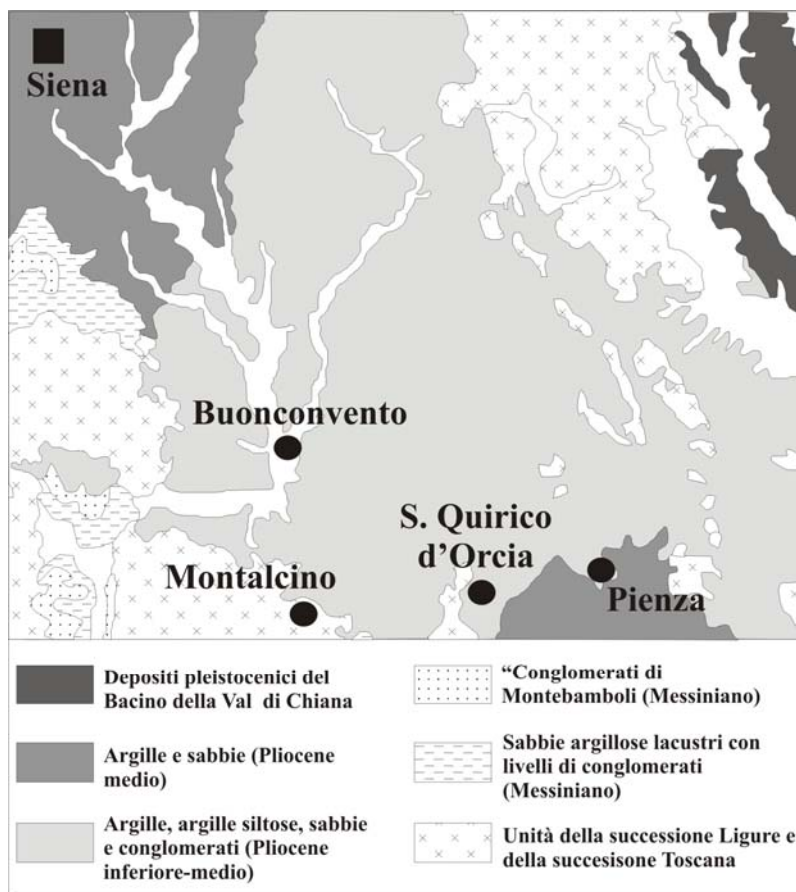 Siena
Buonconvento
S. Quirico
d’Orcia
Montalcino
Pienza
Depositi pleistocenici del
Bacino della Val di Chiana
Argille e sabbie (Pliocene
medio)
Argille, argille siltose, sabbie
e conglomerati (Pliocene
inferiore-medio)
“Conglomerati di
Montebamboli (Messiniano)
Sabbie argillose lacustri con
livelli di conglomerati
(Messiniano)
Unità della successione Ligure e
della succesisone Toscana